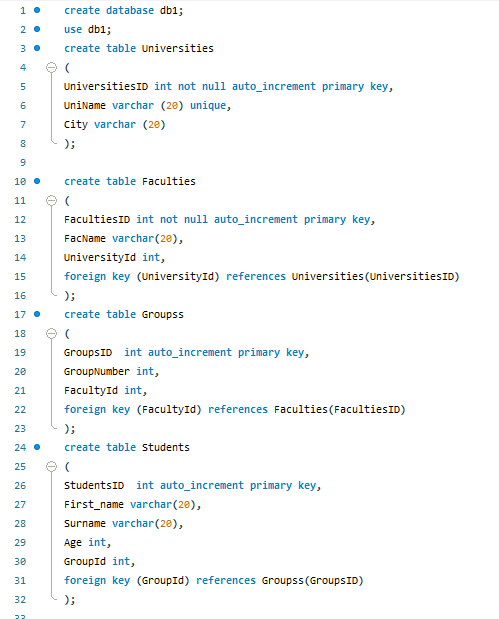 1 create database db1;
2 use db1;
3 create table Universities
4 (
5 UniversitiesID int not null auto_increment primary key,
6 UniName varchar (20) unique,
7 City varchar (20)
8 );
9
10 create table Faculties
11 (
12 FacultiesID int not null auto_increment primary key,
13 FacName varchar(20),
14 UniversityId int,
15 foreign key (UniversityId) references Universities(UniversitiesID)
16 );
17 create table Groupss
18 (
19 GroupsID  int auto_increment primary key,
20 GroupNumber int,
21 FacultyId int,
22 foreign key (FacultyId) references Faculties(FacultiesID)
23 );
24 create table Students
25 (
26 StudentsID  int auto_increment primary key,
27 First_name varchar(20),
28 Surname varchar(20),
29 Age int,
30 GroupId int,
31 foreign key (GroupId) references Groupss(GroupsID)
32 );
33